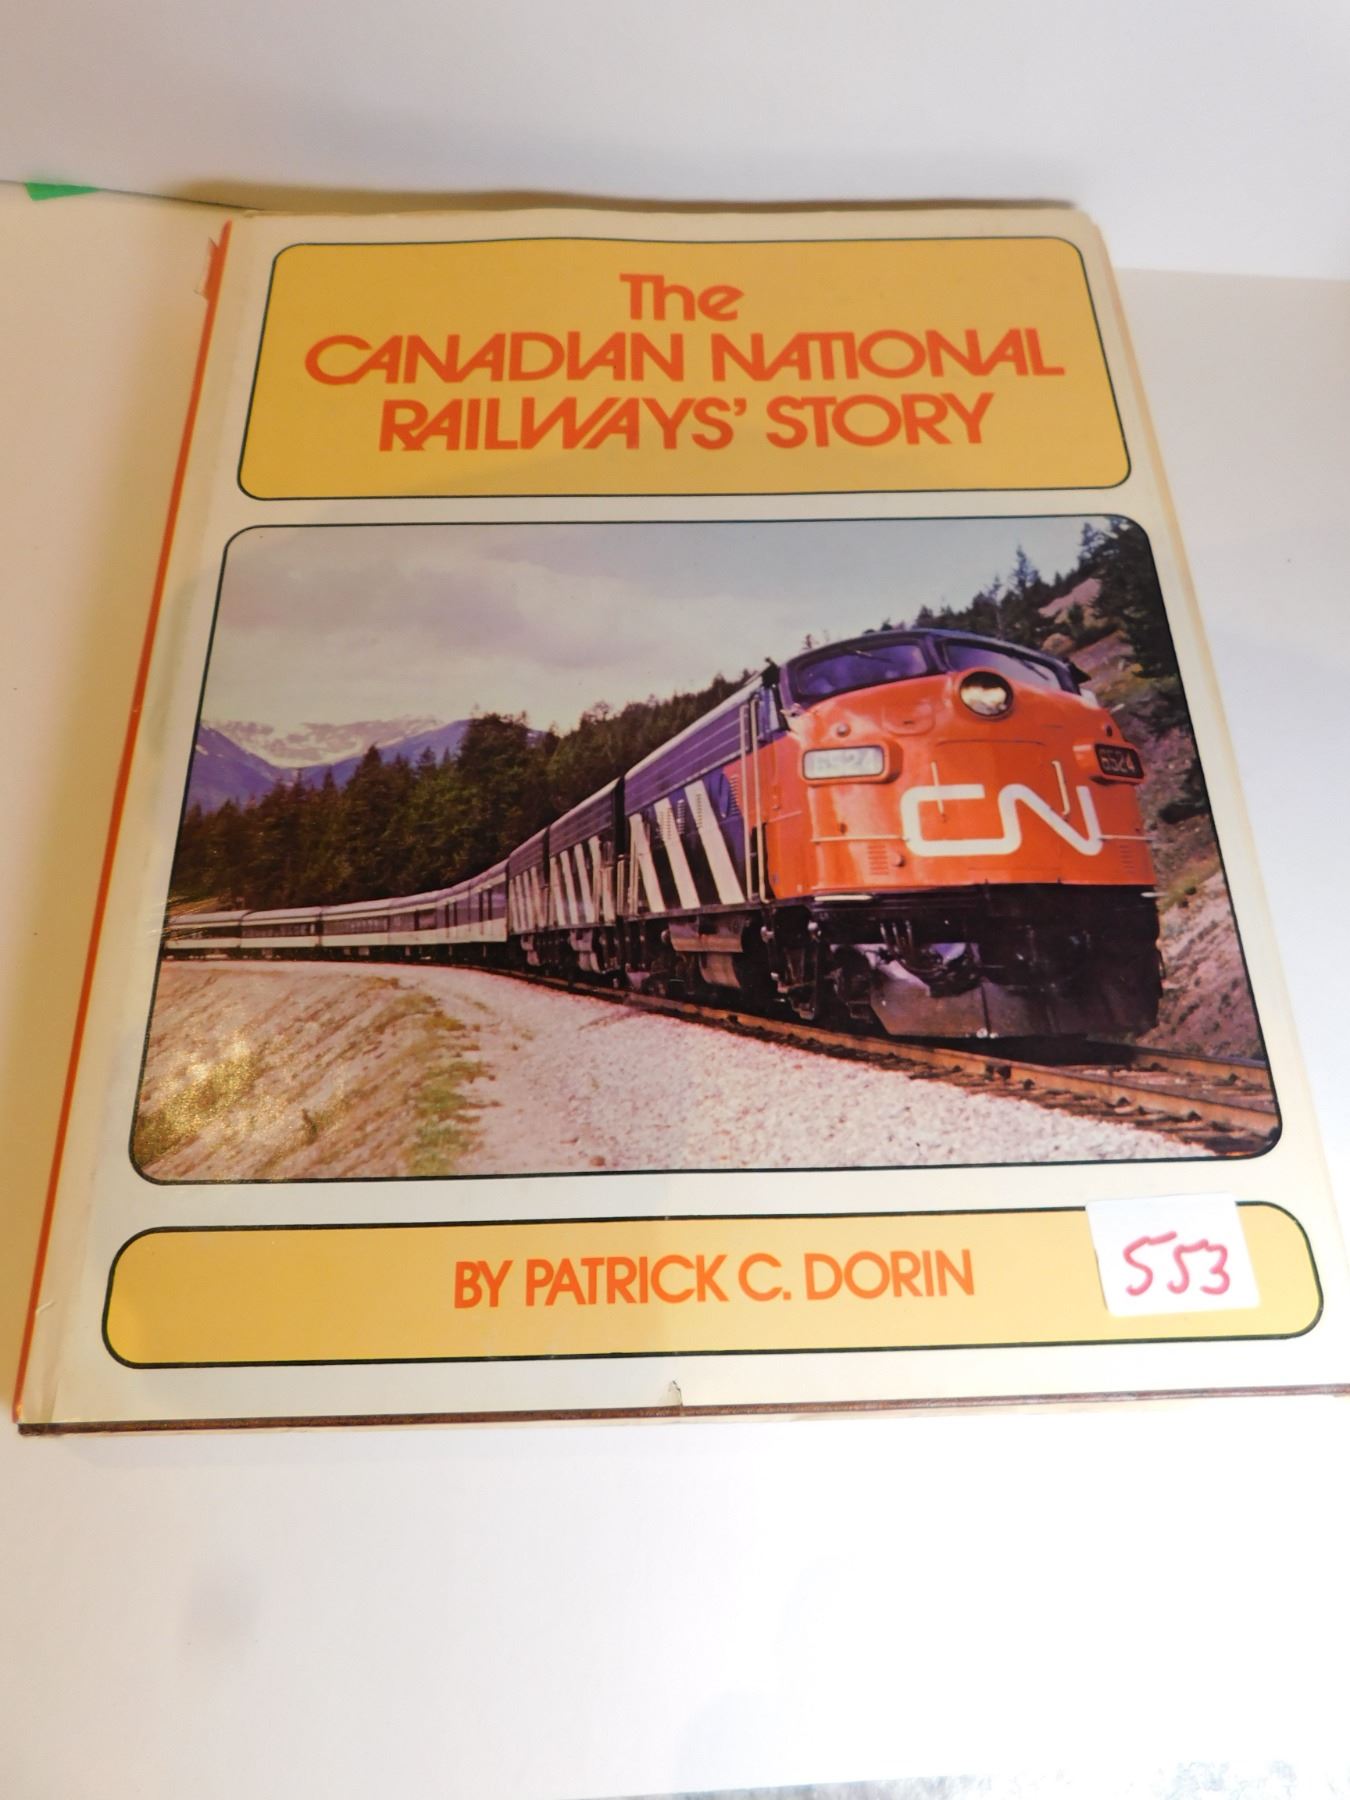 The
CANADIAN NATIONAL
RAILWAYS' STORY
6524
CN
BY PATRICK C. DORIN
553